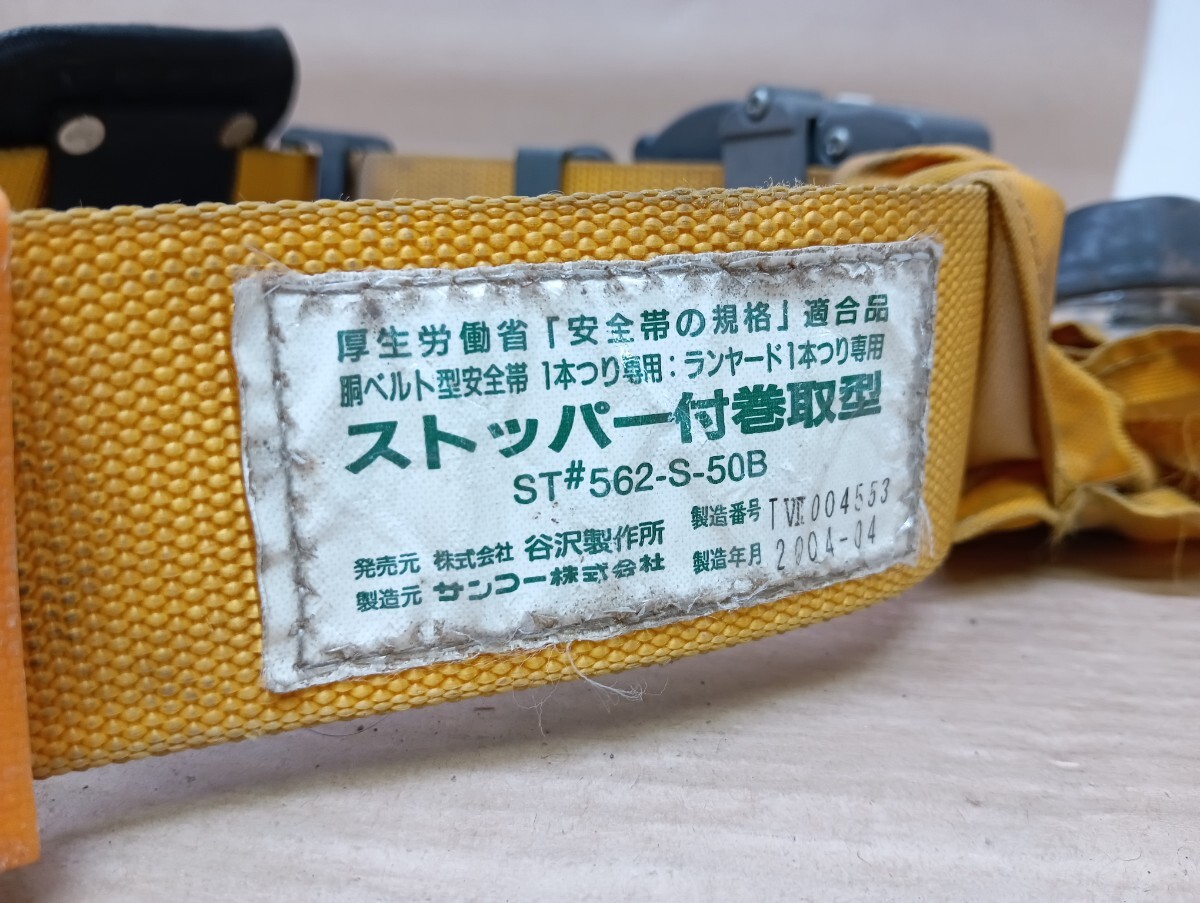 厚生労働省「安全帯の規格」適合品
胴ベルト型安全帯 1本つり専用：ランヤード1本つり専用
ストッパー付巻取型
ST#562-S-50B
発売元 株式会社 谷沢製作所 製造番号 TⅦ004553
製造元 サンコー株式会社 製造年月 2004-04